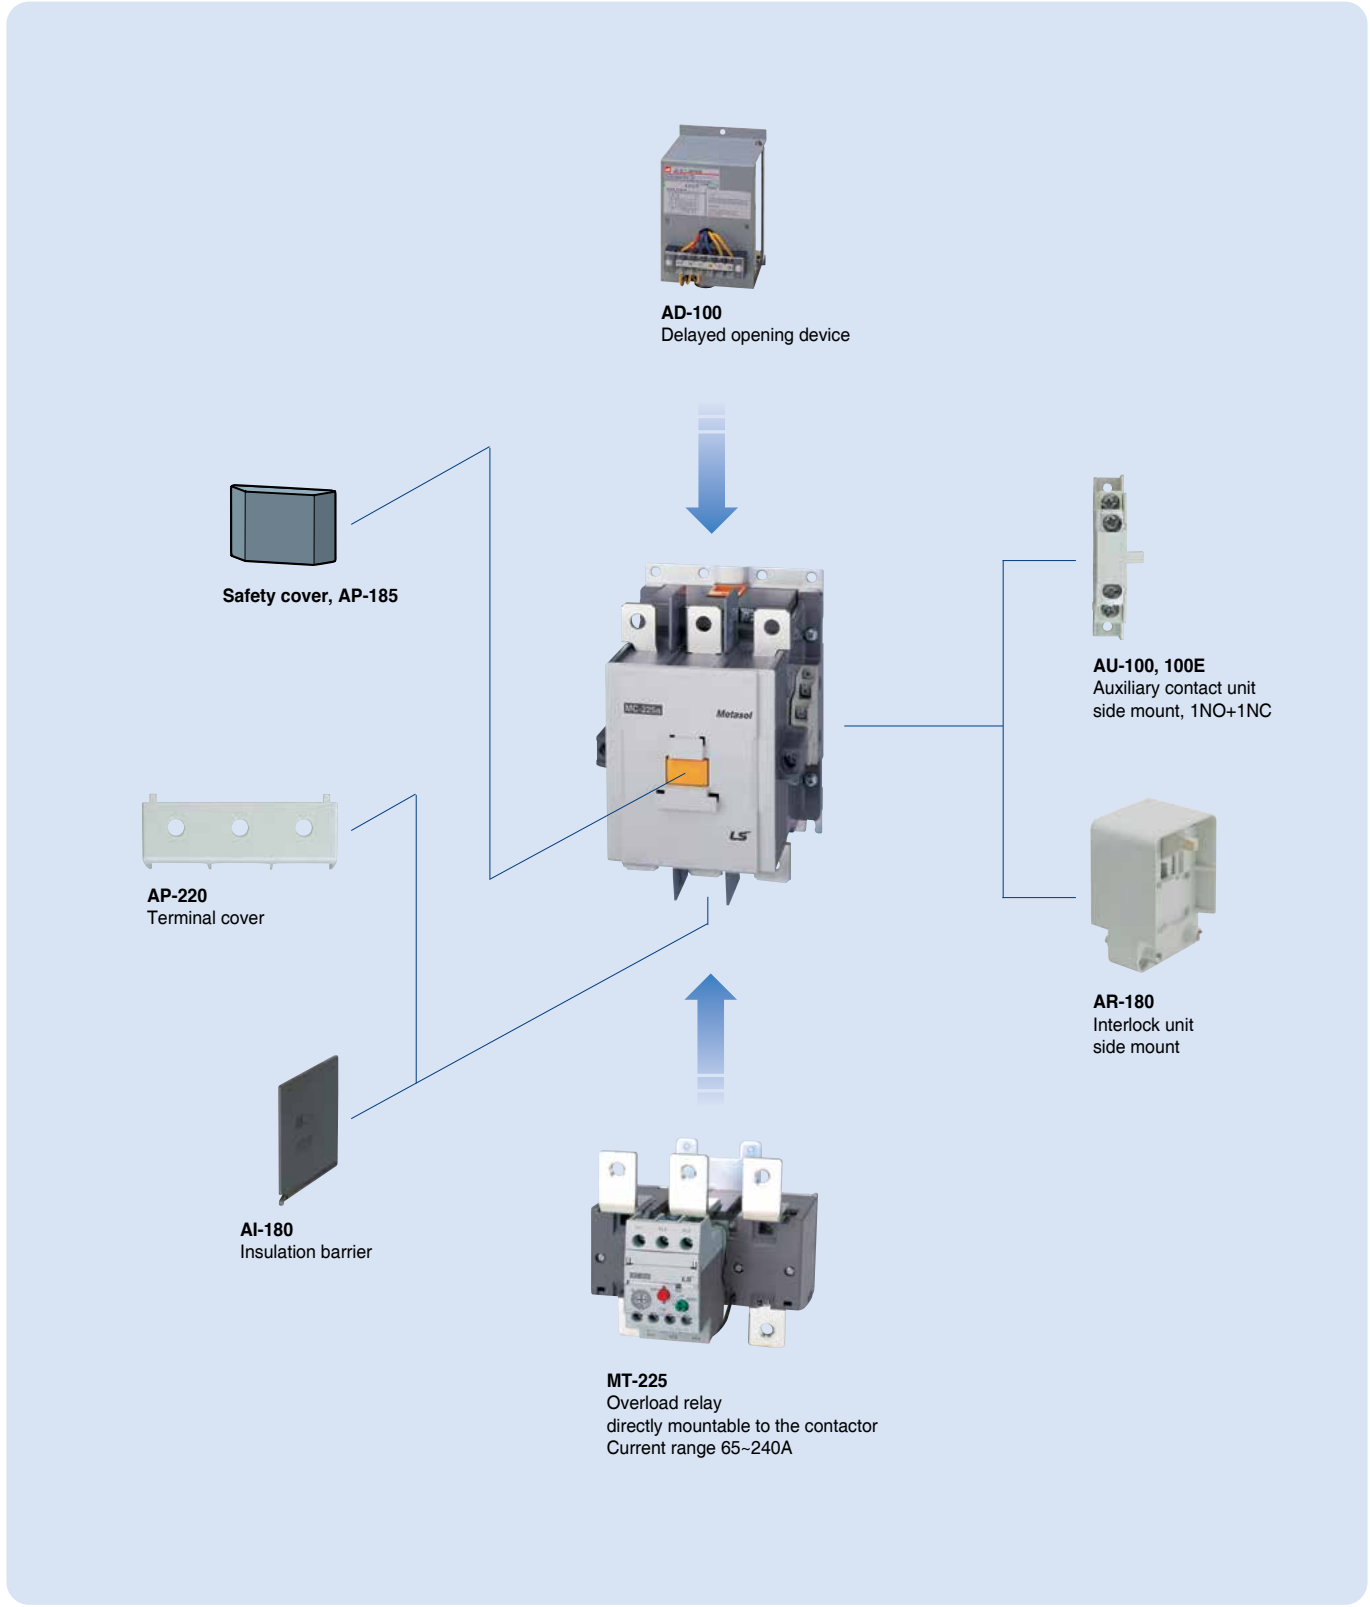 AD-100
Delayed opening device
Safety cover, AP-185
AU-100, 100E
Auxiliary contact unit
side mount, 1NO+1NC
MC-225a
Metasol
LS
AP-220
Terminal cover
AR-180
Interlock unit
side mount
AI-180
Insulation barrier
LS
MT-225
Overload relay
directly mountable to the contactor
Current range 65~240A